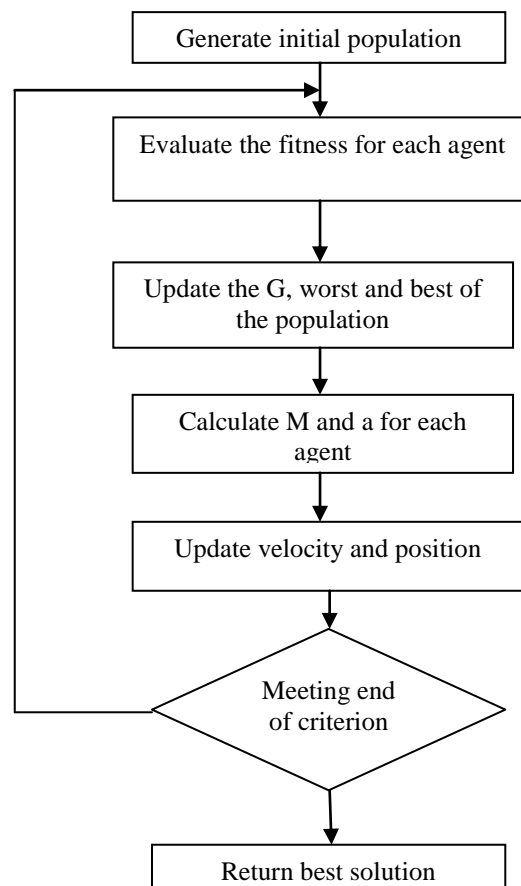 Generate initial population
Evaluate the fitness for each agent
Update the G, worst and best of
the population
Calculate M and a for each
agent
Update velocity and position
Meeting end
of criterion
Return best solution